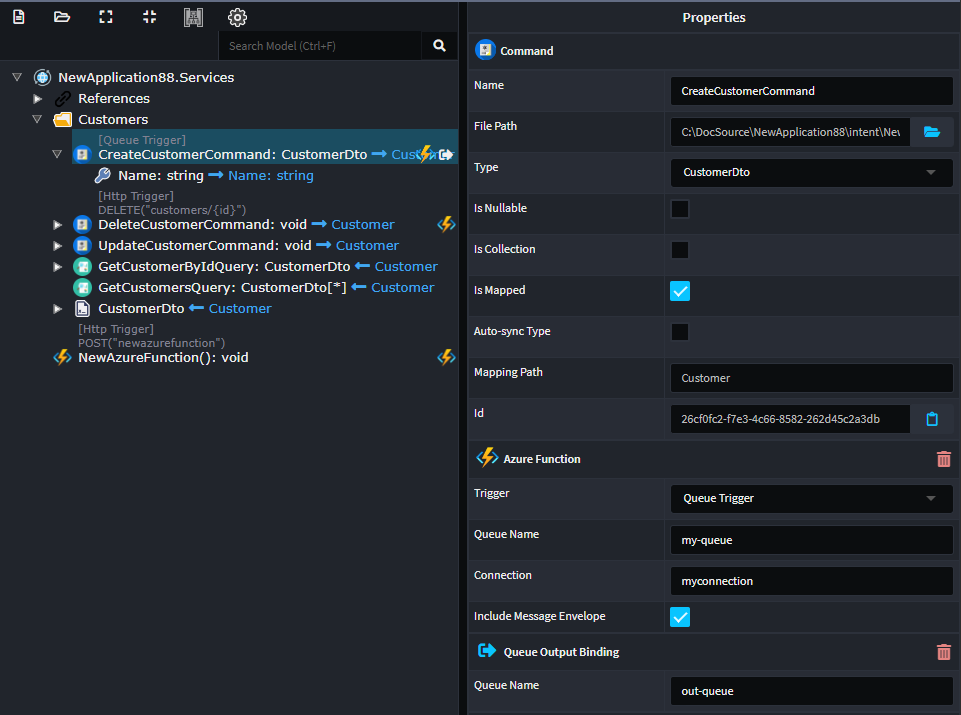 Search Model (Ctrl+F)
NewApplication88.Services
References
Customers
[Queue Trigger]
CreateCustomerCommand: CustomerDto → Customer
Name: string → Name: string
[Http Trigger]
DELETE("customers/{id}")
DeleteCustomerCommand: void → Customer
UpdateCustomerCommand: void → Customer
GetCustomerByIdQuery: CustomerDto ← Customer
GetCustomersQuery: CustomerDto[*] ← Customer
CustomerDto ← Customer
[Http Trigger]
POST("newazurefunction")
NewAzureFunction(): void
Properties
Command
Name
CreateCustomerCommand
File Path
C:\DocSource\NewApplication88\intent\Nev
Type
CustomerDto
Is Nullable
Is Collection
Is Mapped
Auto-sync Type
Mapping Path
Customer
Id
26cf0fc2-f7e3-4c66-8582-262d45c2a3db
Azure Function
Trigger
Queue Trigger
Queue Name
my-queue
Connection
myconnection
Include Message Envelope
Queue Output Binding
Queue Name
out-queue